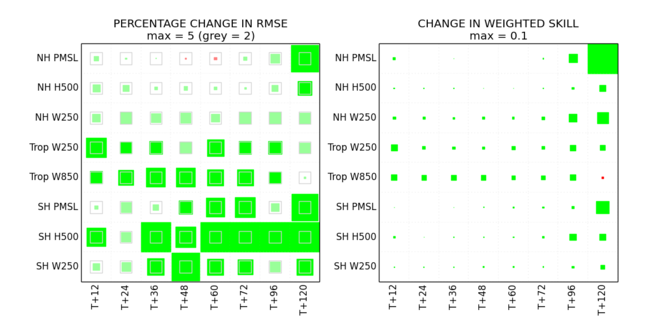 PERCENTAGE CHANGE IN RMSE
max = 5 (grey = 2)
NH PMSL
NH H500
NH W250
Trop W250
Trop W850
SH PMSL
SH H500
SH W250
T+12
T+24
T+36
T+48
T+60
T+72
T+96
T+120
CHANGE IN WEIGHTED SKILL
max = 0.1
NH PMSL
NH H500
NH W250
Trop W250
Trop W850
SH PMSL
SH H500
SH W250
T+12
T+24
T+36
T+48
T+60
T+72
T+96
T+120